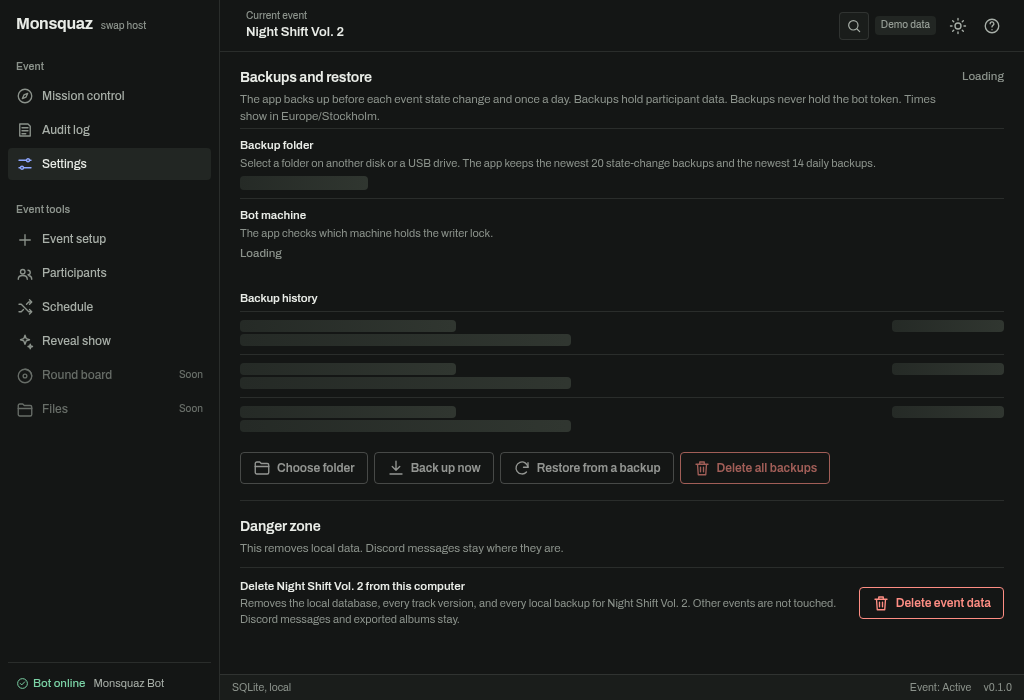 Monsquaz swap host
Event
Mission control
Audit log
Settings
Event tools
Event setup
Participants
Schedule
Reveal show
Round board Soon
Files Soon
Bot online Monsquaz Bot
Current event
Night Shift Vol. 2
Demo data
Backups and restore
Loading
The app backs up before each event state change and once a day. Backups hold participant data. Backups never hold the bot token. Times
show in Europe/Stockholm.
Backup folder
Select a folder on another disk or a USB drive. The app keeps the newest 20 state-change backups and the newest 14 daily backups.
Bot machine
The app checks which machine holds the writer lock.
Loading
Backup history
Choose folder Back up now Restore from a backup Delete all backups
Danger zone
This removes local data. Discord messages stay where they are.
Delete Night Shift Vol. 2 from this computer
Removes the local database, every track version, and every local backup for Night Shift Vol. 2. Other events are not touched.
Discord messages and exported albums stay.
Delete event data
SQLite, local
Event: Active v0.1.0